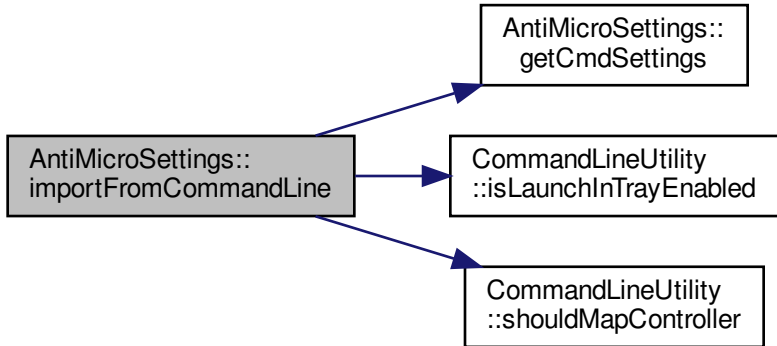 AntiMicroSettings::
getCmdSettings
AntiMicroSettings::
importFromCommandLine
CommandLineUtility
::isLaunchInTrayEnabled
CommandLineUtility
::shouldMapController